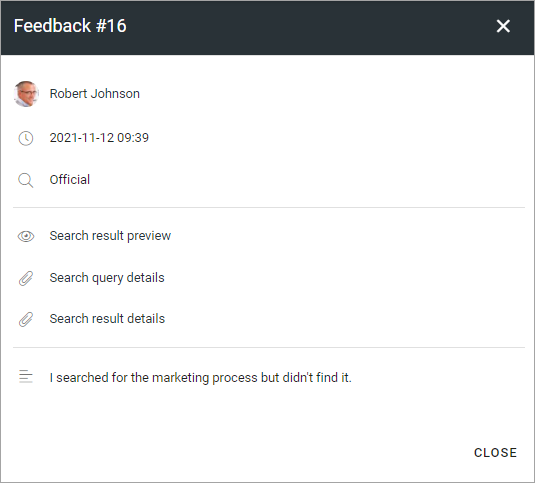 Feedback #16
Robert Johnson
2021-11-12 09:39
Official
Search result preview
Search query details
Search result details
I searched for the marketing process but didn't find it.
CLOSE